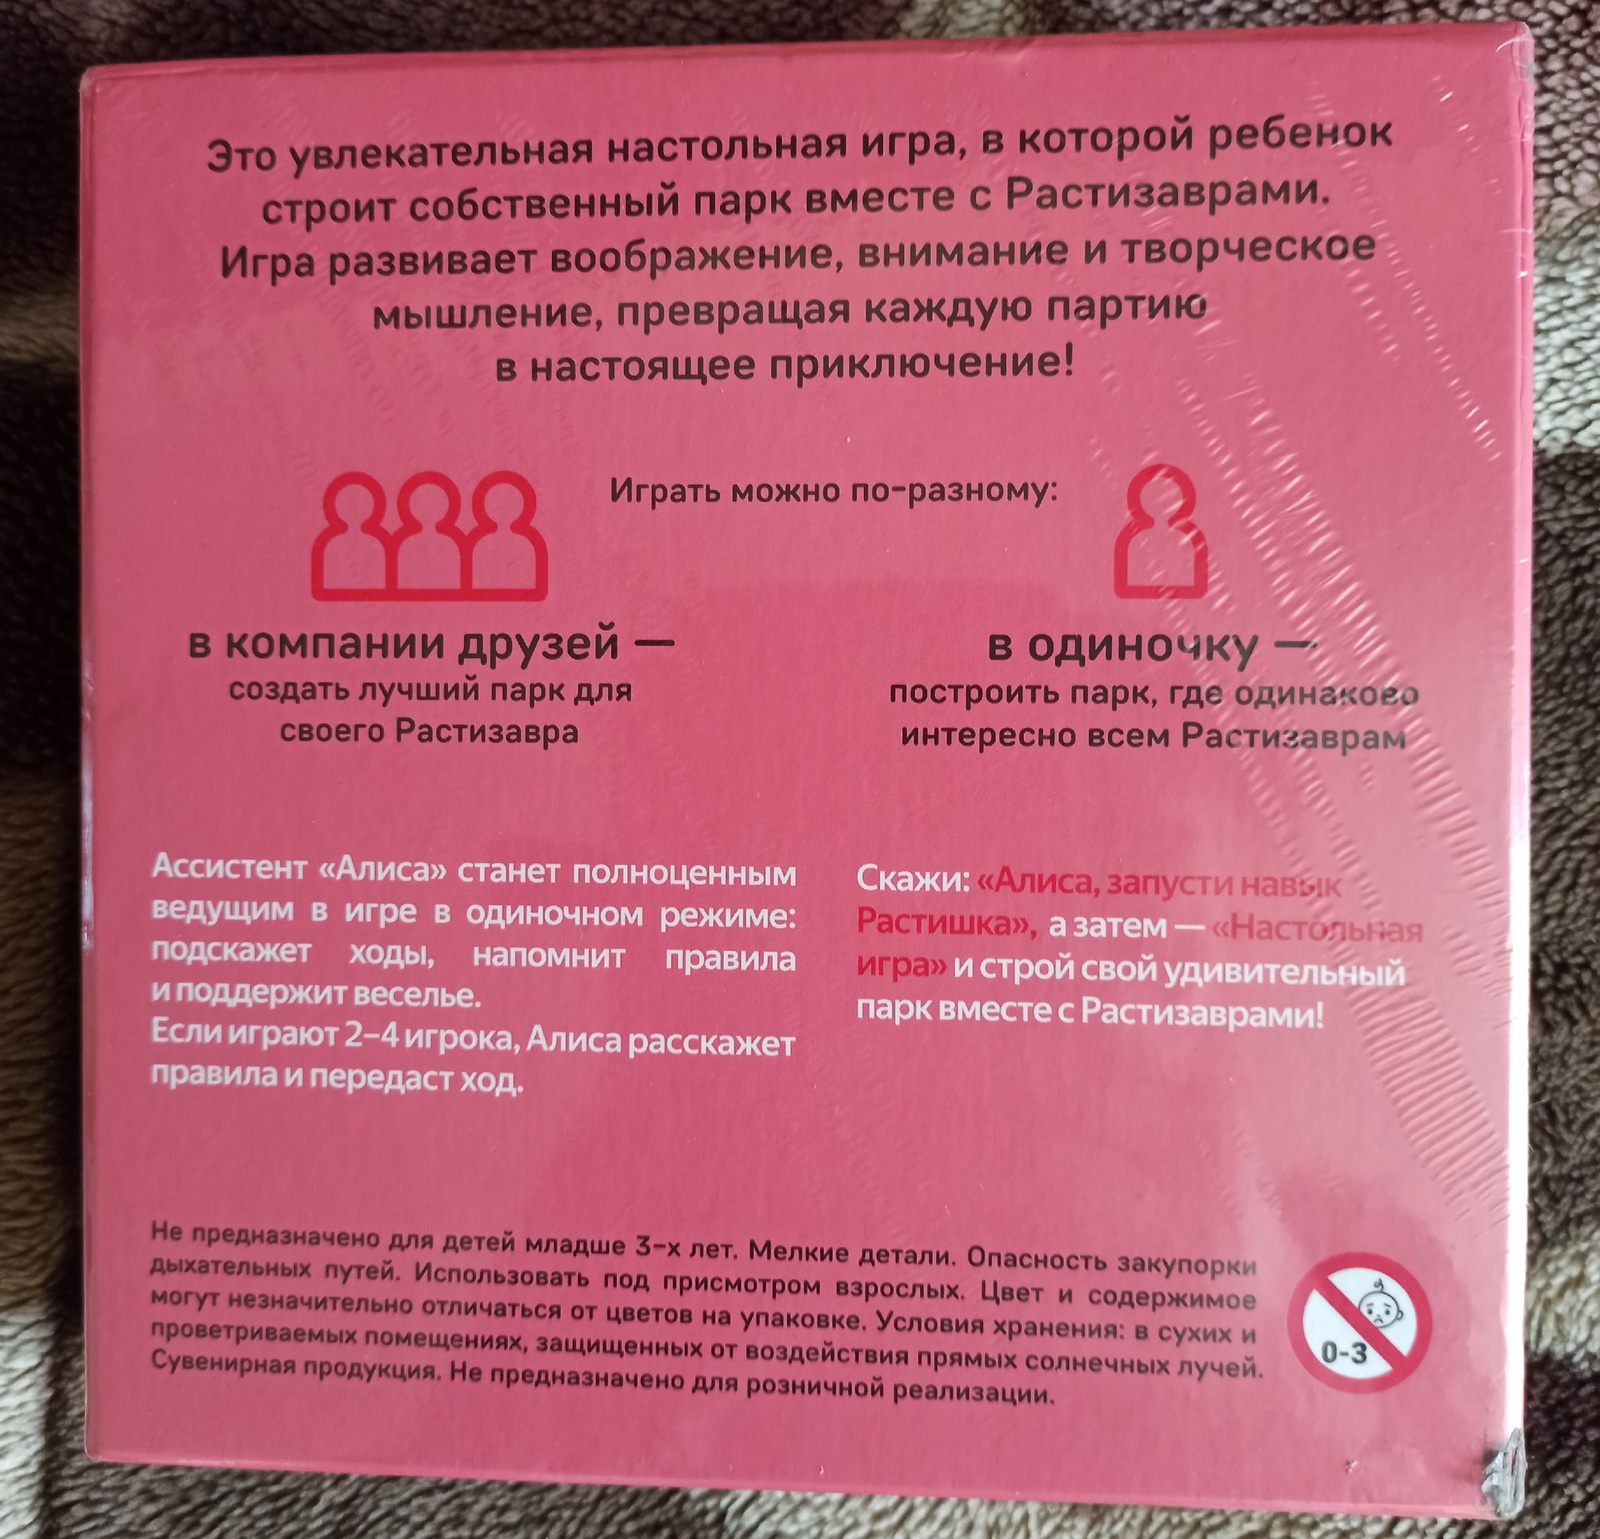 Это увлекательная настольная игра, в которой ребенок
строит собственный парк вместе с Растизаврами.
Игра развивает воображение, внимание и творческое
мышление, превращая каждую партию
в настоящее приключение!
Играть можно по-разному:
в компании друзей —
создать лучший парк для
своего Растизавра
в одиночку —
построить парк, где одинаково
интересно всем Растизаврам
Ассистент «Алиса» станет полноценным
ведущим в игре в одиночном режиме:
подскажет ходы, напомнит правила
и поддержит веселье.
Если играют 2–4 игрока, Алиса расскажет
правила и передаст ход.
Скажи: «Алиса, запусти навык
Растишка», а затем — «Настольная
игра» и строй свой удивительный
парк вместе с Растизаврами!
Не предназначено для детей младше 3-х лет. Мелкие детали. Опасность закупорки
дыхательных путей. Использовать под присмотром взрослых. Цвет и содержимое
могут незначительно отличаться от цветов на упаковке. Условия хранения: в сухих и
проветриваемых помещениях, защищенных от воздействия прямых солнечных лучей.
Сувенирная продукция. Не предназначено для розничной реализации.
0-3